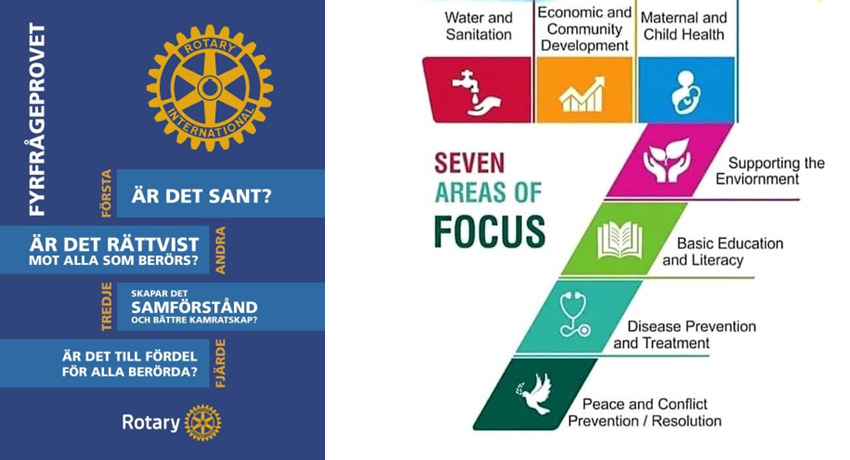 FYRFRÅGEPROVET
ROTARY
INTERNATIONAL
FÖRSTA
ÄR DET SANT?
ÄR DET RÄTTVIST
MOT ALLA SOM BERÖRS?
ANDRA
TREDJE
SKAPAR DET
SAMFÖRSTÅND
OCH BÄTTRE KAMRATSKAP?
ÄR DET TILL FÖRDEL
FÖR ALLA BERÖRDA?
FJÄRDE
Rotary
Water and
Sanitation
Economic and
Community
Development
Maternal and
Child Health
SEVEN
AREAS OF
FOCUS
Supporting the
Enviornment
Basic Education
and Literacy
Disease Prevention
and Treatment
Peace and Conflict
Prevention / Resolution